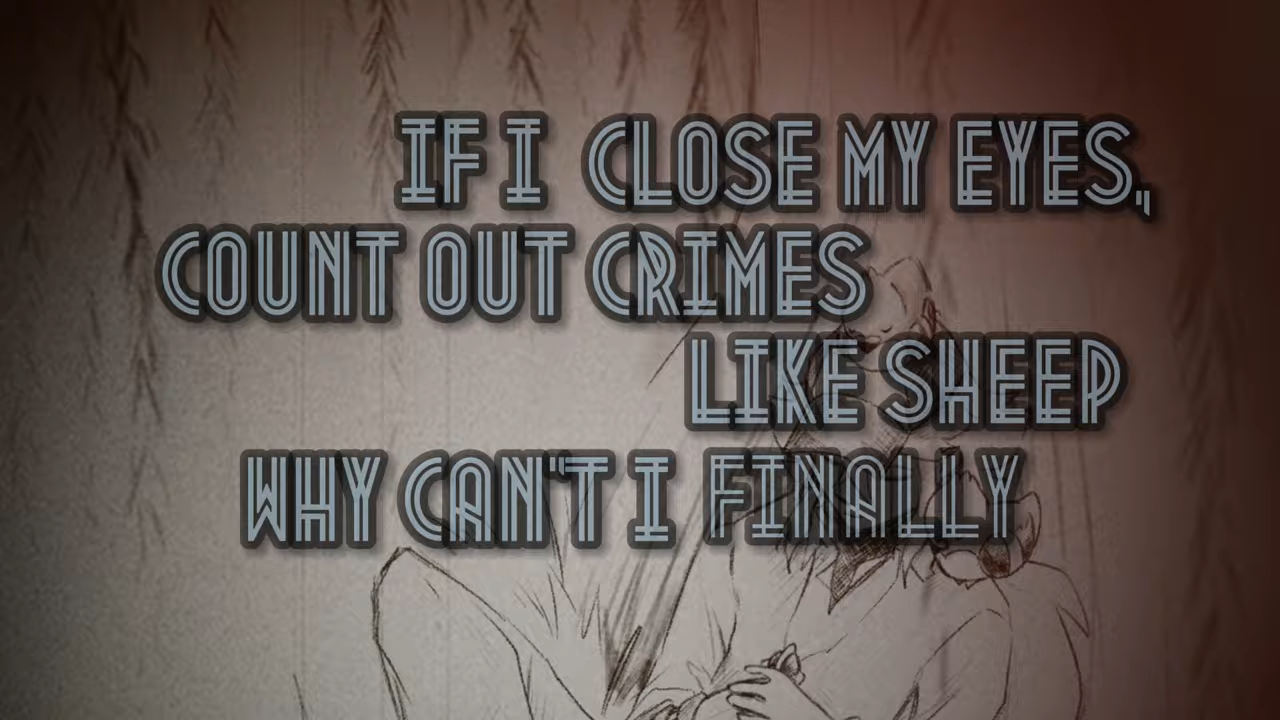 IF I CLOSE MY EYES,
COUNT OUT CRIMES
LIKE SHEEP
WHY CAN'T I FINALLY